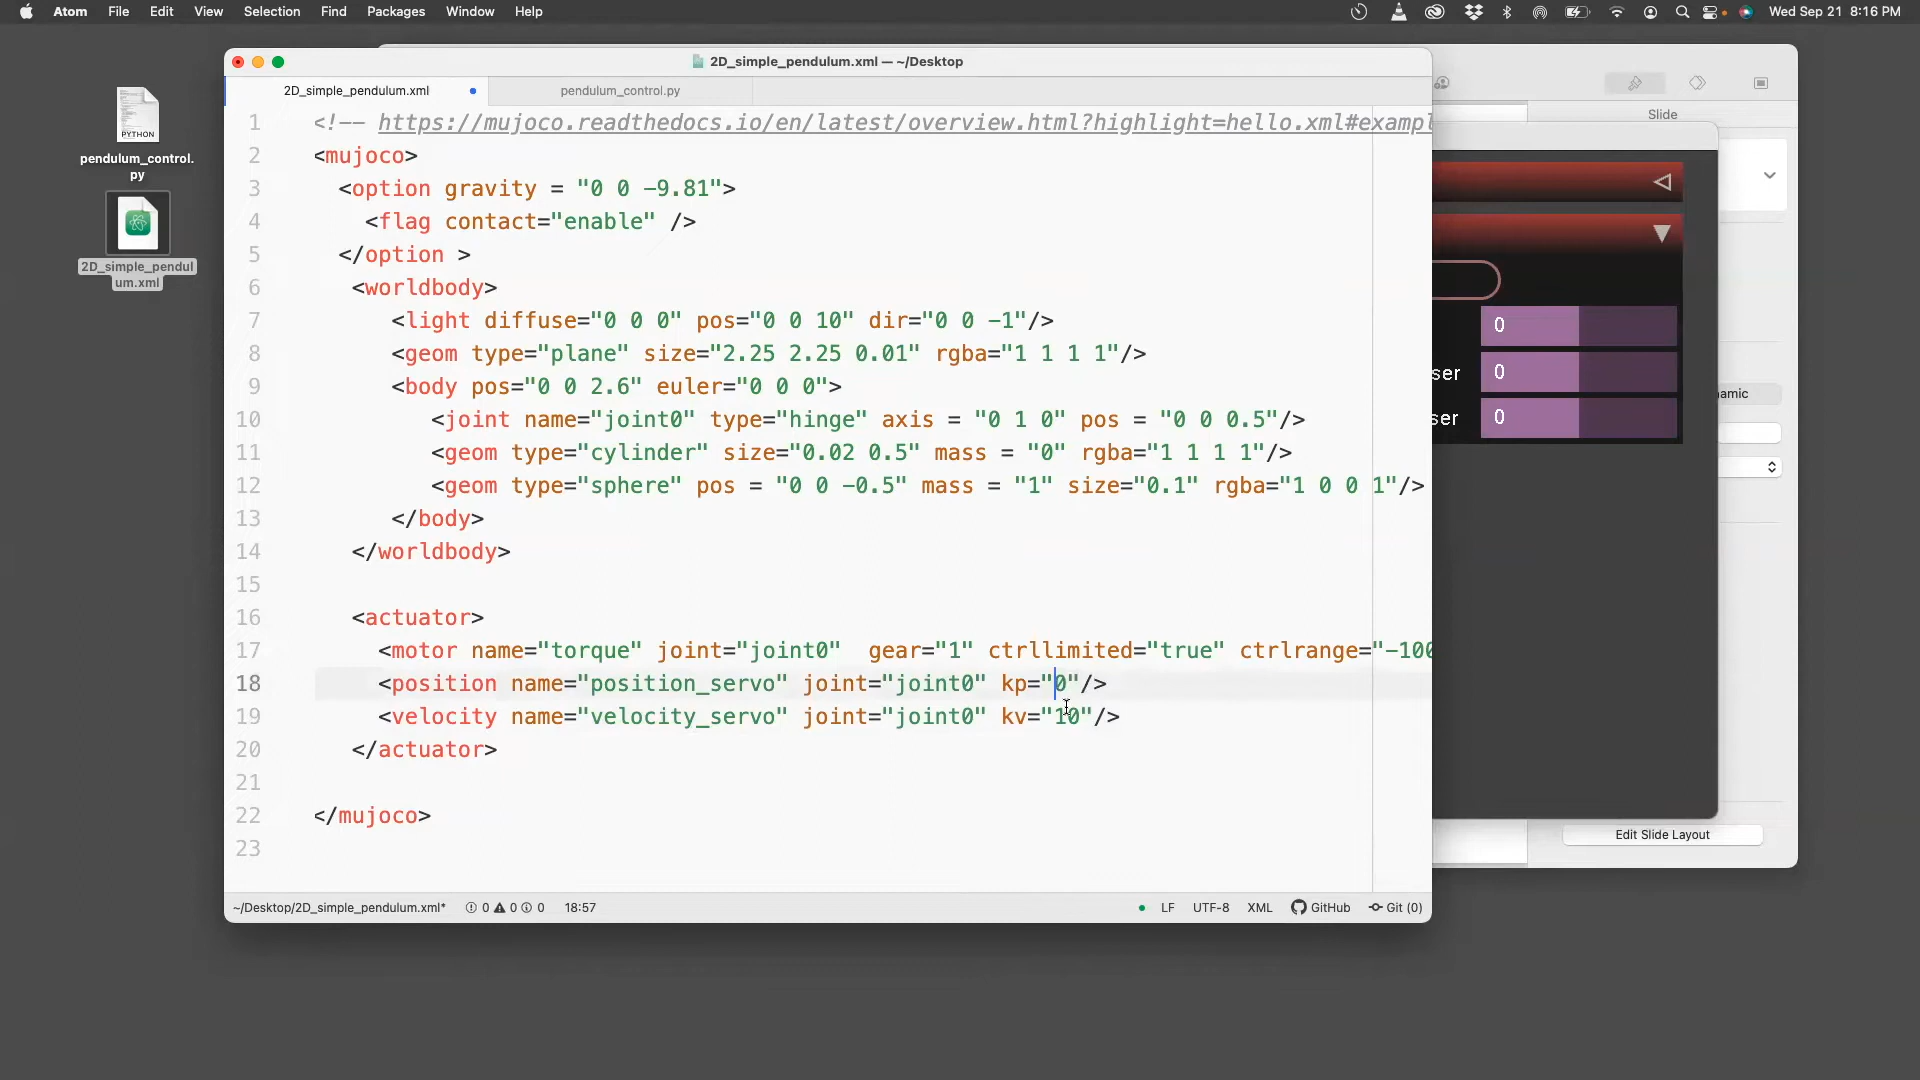 Atom File Edit View Selection Find Packages Window Help Wed Sep 21 8:16 PM
2D_simple_pendulum.xml — ~/Desktop
2D_simple_pendulum.xml pendulum_control.py
PYTHON
pendulum_control.
py
2D_simple_pendul
um.xml
1 <!-- https://mujoco.readthedocs.io/en/latest/overview.html?highlight=hello.xml#exampl
2 <mujoco>
3 <option gravity = "0 0 -9.81">
4 <flag contact="enable" />
5 </option >
6 <worldbody>
7 <light diffuse="0 0 0" pos="0 0 10" dir="0 0 -1"/>
8 <geom type="plane" size="2.25 2.25 0.01" rgba="1 1 1 1"/>
9 <body pos="0 0 2.6" euler="0 0 0">
10 <joint name="joint0" type="hinge" axis = "0 1 0" pos = "0 0 0.5"/>
11 <geom type="cylinder" size="0.02 0.5" mass = "0" rgba="1 1 1 1"/>
12 <geom type="sphere" pos = "0 0 -0.5" mass = "1" size="0.1" rgba="1 0 0 1"/>
13 </body>
14 </worldbody>
15
16 <actuator>
17 <motor name="torque" joint="joint0"  gear="1" ctrllimited="true" ctrlrange="-100
18 <position name="position_servo" joint="joint0" kp="0"/>
19 <velocity name="velocity_servo" joint="joint0" kv="10"/>
20 </actuator>
21
22 </mujoco>
23
~/Desktop/2D_simple_pendulum.xml* 0 0 0 18:57 LF UTF-8 XML GitHub Git (0)
Slide
0
ser 0
ser 0
amic
Edit Slide Layout